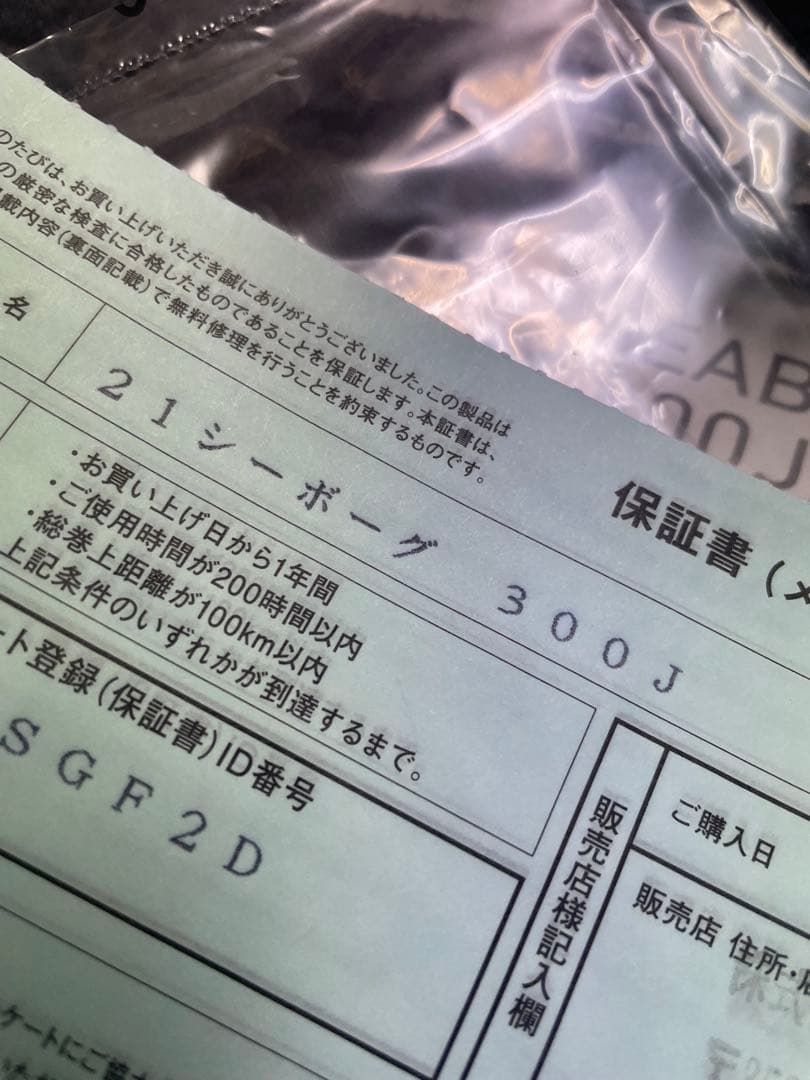 のたびは、お買い上げいただき誠にありがとうございました。この製品は
の厳密な検査に合格したものであることを保証します。本証書は、
載内容(裏面記載)で無料修理を行うことを約束するものです。
保証書(メ
名
21シーボーグ 300J
・お買い上げ日から1年間
・ご使用時間が200時間以内
・総巻上距離が100km以内
上記条件のいずれかが到達するまで。
ート登録(保証書)ID番号
SGF2D
販売店様記入欄
ご購入日
販売店 住所・店
ケートにご協
EAB
00J